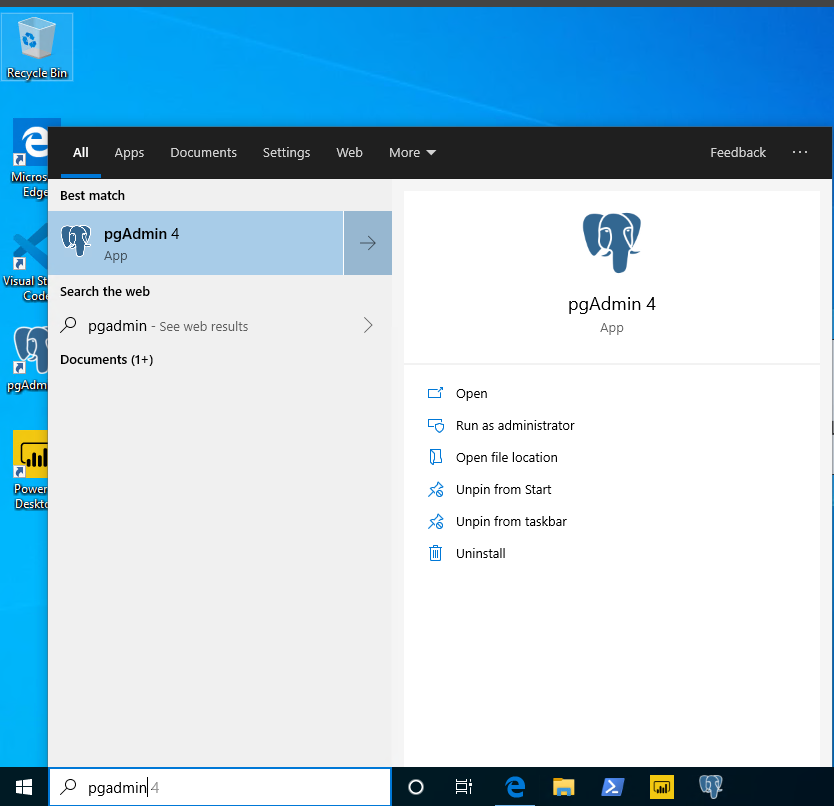 Recycle Bin
Micros
Edge
Visual St
Code
pgAdm
Power
Deskto
All Apps Documents Settings Web More Feedback ...
Best match
pgAdmin 4
App
Search the web
pgadmin - See web results
Documents (1+)
pgAdmin 4
App
Open
Run as administrator
Open file location
Unpin from Start
Unpin from taskbar
Uninstall
pgadmin 4